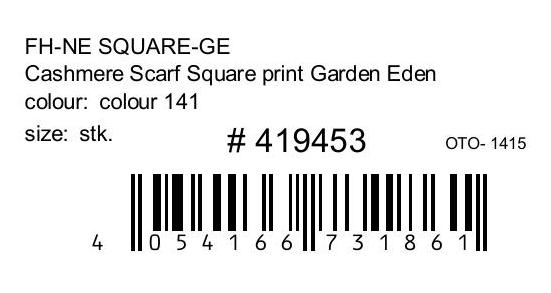 FH-NE SQUARE-GE
Cashmere Scarf Square print Garden Eden
colour: colour 141
size: stk.
# 419453
OTO- 1415
4 054166 731861